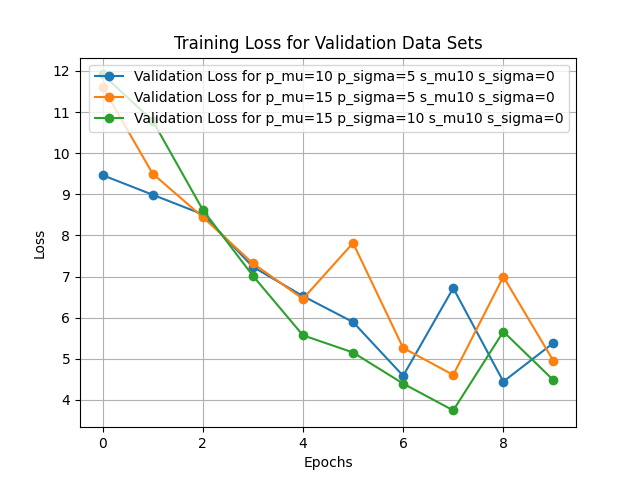 Training Loss for Validation Data Sets
Validation Loss for p_mu=10 p_sigma=5 s_mu10 s_sigma=0
Validation Loss for p_mu=15 p_sigma=5 s_mu10 s_sigma=0
Validation Loss for p_mu=15 p_sigma=10 s_mu10 s_sigma=0
12
11
10
9
8
7
6
5
4
Loss
0 2 4 6 8
Epochs